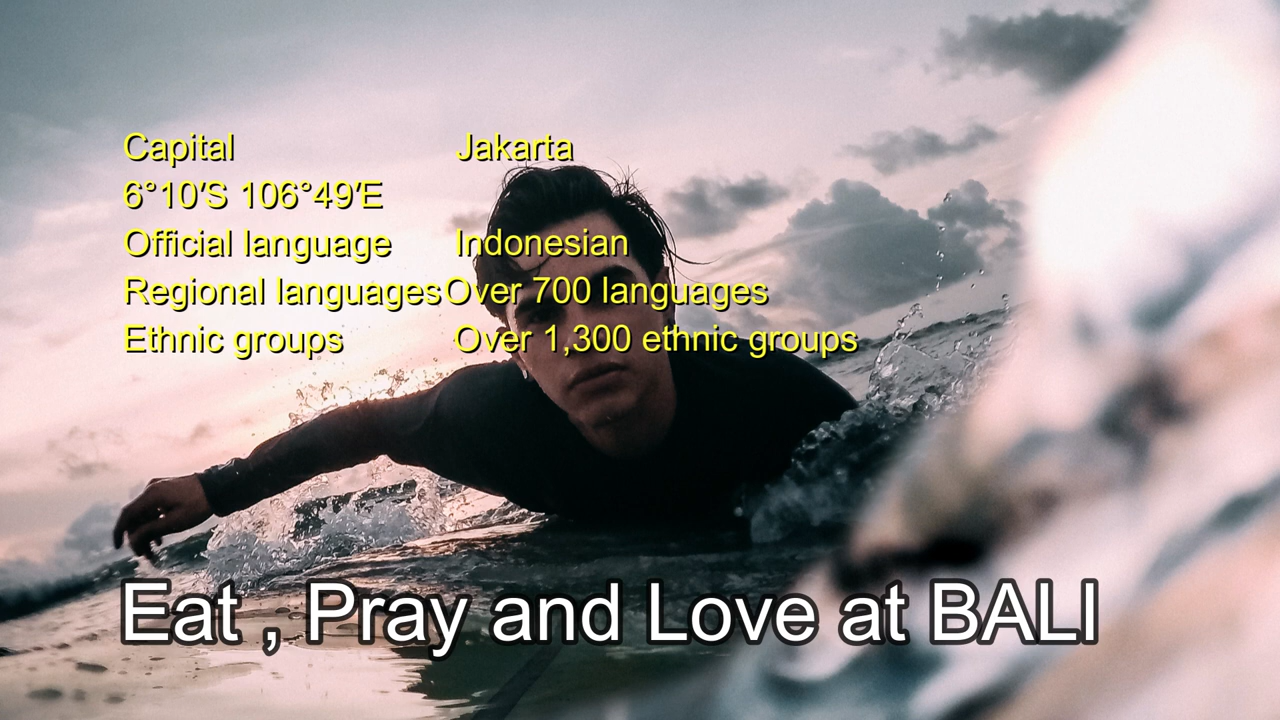 Capital Jakarta
6°10′S 106°49′E
Official language Indonesian
Regional languages Over 700 languages
Ethnic groups Over 1,300 ethnic groups
Eat , Pray and Love at BALI